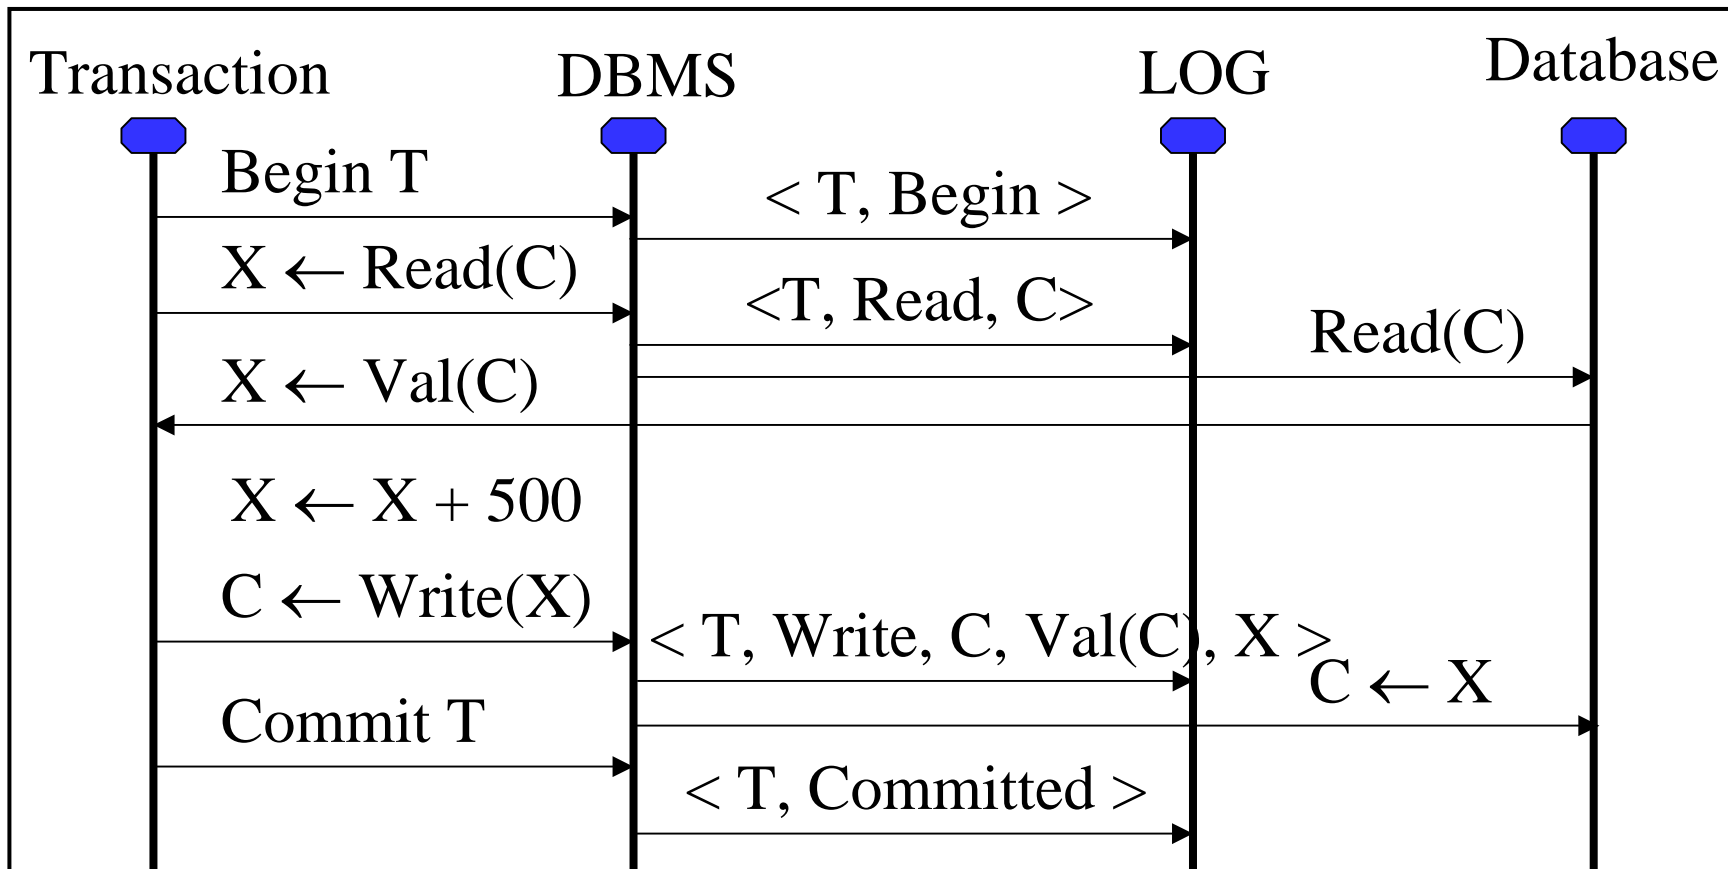 Transaction
DBMS
LOG
Database
Begin T
< T, Begin >
X ← Read(C)
<T, Read, C>
Read(C)
X ← Val(C)
X ← X + 500
C ← Write(X)
< T, Write, C, Val(C), X >
C ← X
Commit T
< T, Committed >